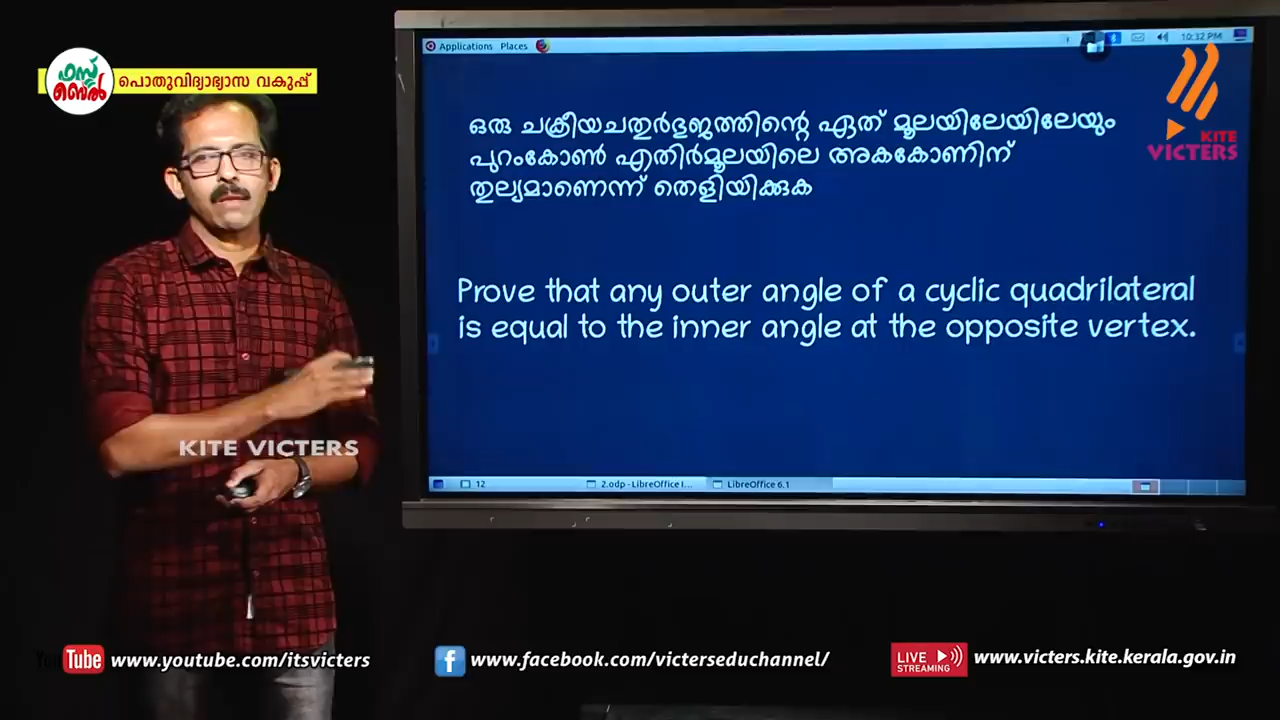 ഫസ്റ്റ്
ബെൽ
പൊതുവിദ്യാഭ്യാസ വകുപ്പ്
Applications Places
10:32 PM
ഒരു ചക്രീയചതുർഭുജത്തിന്റെ ഏത് മൂലയിലേയിലേയും
പുറംകോൺ എതിർമൂലയിലെ അകകോണിന്
തുല്യമാണെന്ന് തെളിയിക്കുക
KITE
VICTERS
Prove that any outer angle of a cyclic quadrilateral
is equal to the inner angle at the opposite vertex.
KITE VICTERS
12
2.odp - LibreOffice I...
LibreOffice 6.1
You Tube www.youtube.com/itsvicters
www.facebook.com/victerseduchannel/
LIVE
STREAMING
www.victers.kite.kerala.gov.in